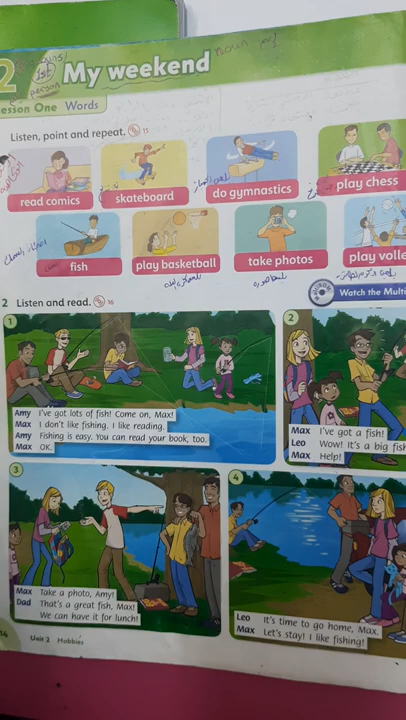 2
1st
person
My weekend
Lesson One Words
Listen, point and repeat. 15
read comics
skateboard
do gymnastics
play chess
fish
play basketball
take photos
play volle
2 Listen and read. 16
Watch the Multi
1
Amy I've got lots of fish! Come on, Max!
Max I don't like fishing. I like reading.
Amy Fishing is easy. You can read your book, too.
Max OK.
2
Max I've got a fish!
Leo Wow! It's a big fish
Max Help!
3
Max Take a photo, Amy!
Dad That's a great fish, Max!
We can have it for lunch!
4
Leo It's time to go home, Max.
Max Let's stay! I like fishing!
14 Unit 2 Hobbies